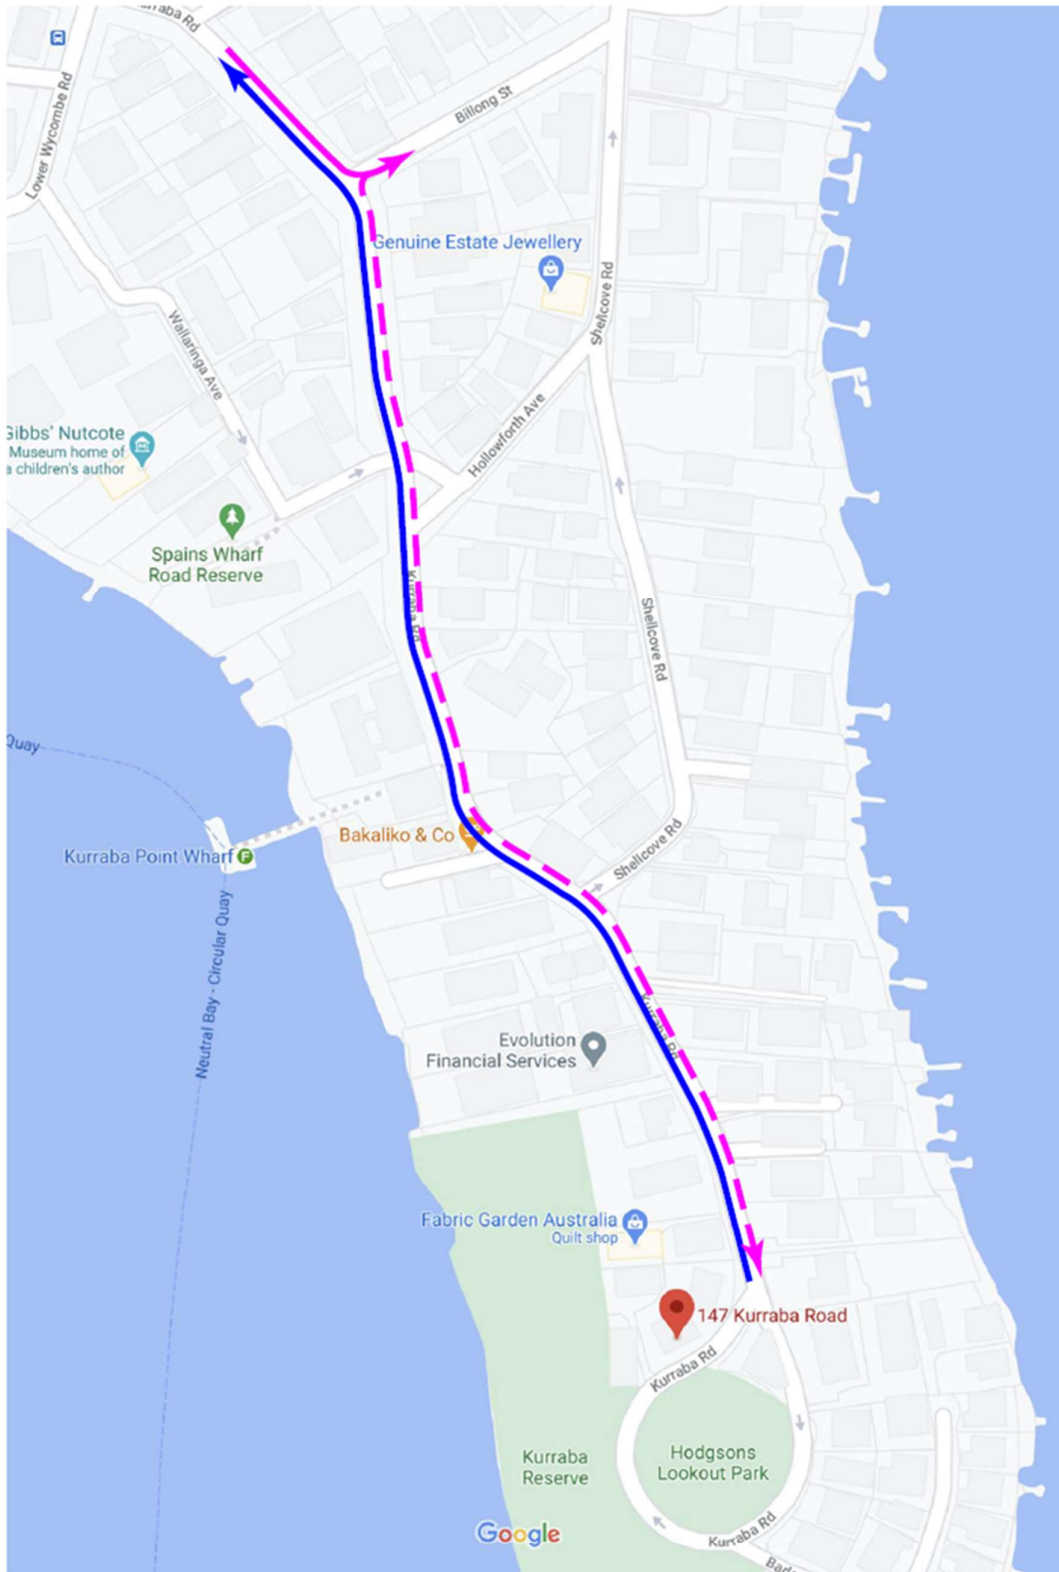 urraba Rd
Lower Wycombe Rd
Billong St
Genuine Estate Jewellery
Shellcove Rd
Wallaringa Ave
Gibbs' Nutcote
Museum home of
a children's author
Hollowforth Ave
Spains Wharf
Road Reserve
Kurraba Rd
Shellcove Rd
Quay
Bakaliko & Co
Kurraba Point Wharf
F
Shellcove Rd
Neutral Bay - Circular Quay
Kurraba Rd
Evolution
Financial Services
Fabric Garden Australia
Quilt shop
147 Kurraba Road
Kurraba Rd
Kurraba
Reserve
Hodgsons
Lookout Park
Google
Kurraba Rd